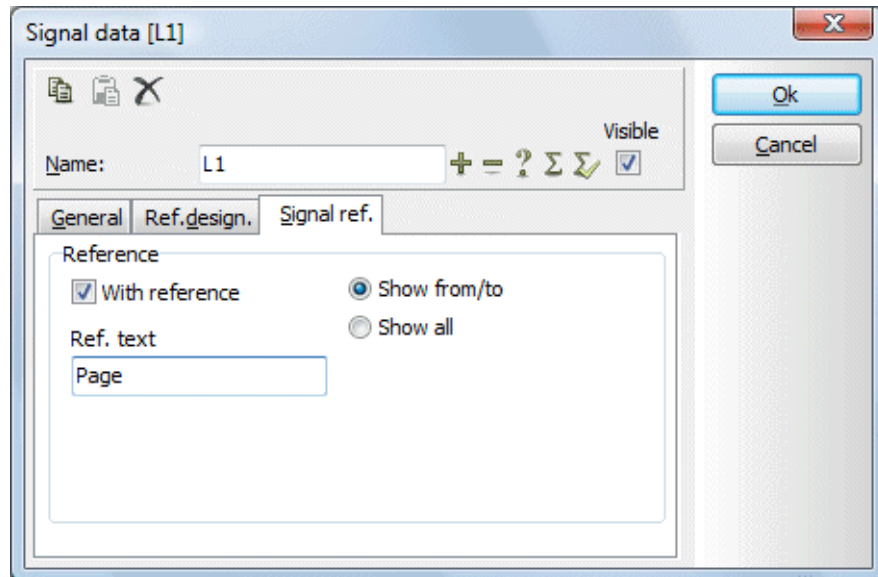 Signal data [L1]
Ok
Visible
Cancel
Name:
L1
General
Ref.design.
Signal ref.
Reference
With reference
Show from/to
Ref. text
Show all
Page